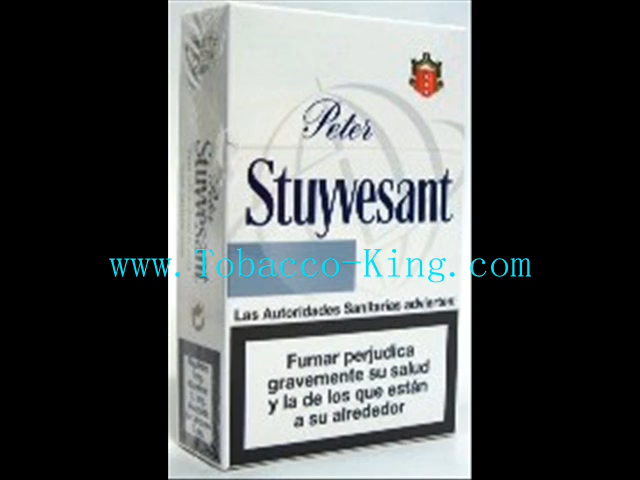 Peter
Stuyvesant
Stuyvesant
www.Tobacco-King.com
Las Autoridades Sanitarias advierten:
Fumar perjudica
gravemente su salud
y la de los que están
a su alrededor